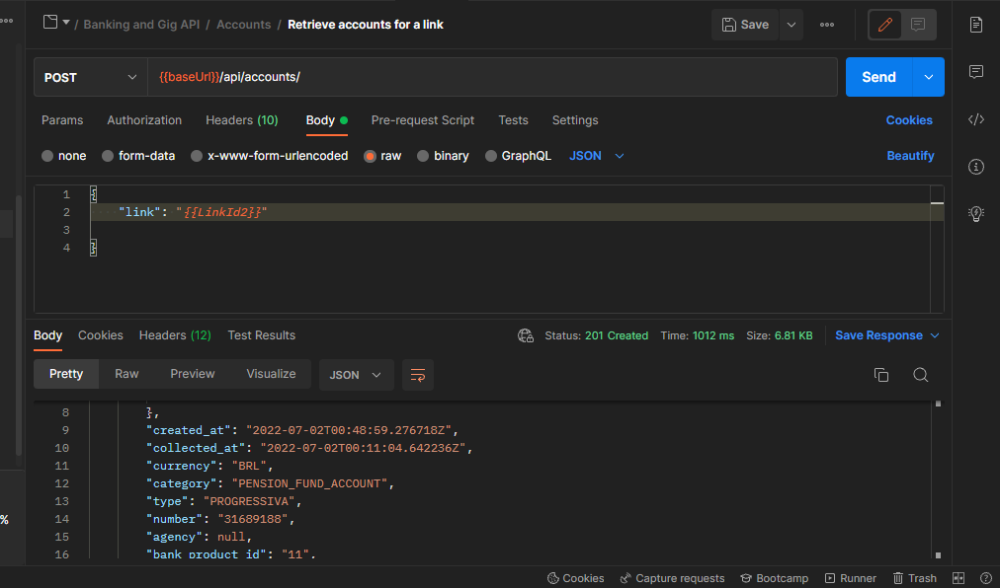 / Banking and Gig API / Accounts / Retrieve accounts for a link
Save
POST
{{baseUrl}}/api/accounts/
Send
Params Authorization Headers (10) Body Pre-request Script Tests Settings Cookies
none form-data x-www-form-urlencoded raw binary GraphQL JSON Beautify
1 {
2 "link": "{{LinkId2}}"
3
4 }
Body Cookies Headers (12) Test Results Status: 201 Created Time: 1012 ms Size: 6.81 KB Save Response
Pretty Raw Preview Visualize JSON
8 },
9 "created_at": "2022-07-02T00:48:59.276718Z",
10 "collected_at": "2022-07-02T00:11:04.642236Z",
11 "currency": "BRL",
12 "category": "PENSION_FUND_ACCOUNT",
13 "type": "PROGRESSIVA",
14 "number": "31689188",
15 "agency": null,
16 "bank_product_id": "11",
%
Cookies Capture requests Bootcamp Runner Trash